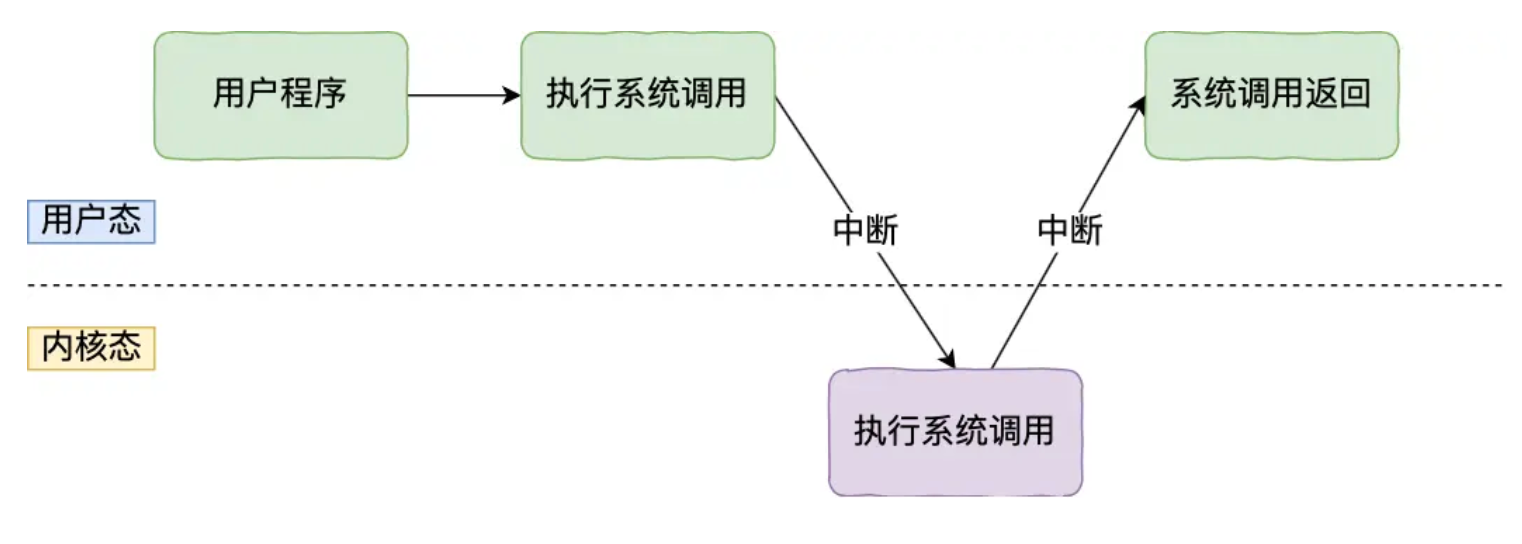 用户程序
执行系统调用
系统调用返回
用户态
中断
中断
内核态
执行系统调用